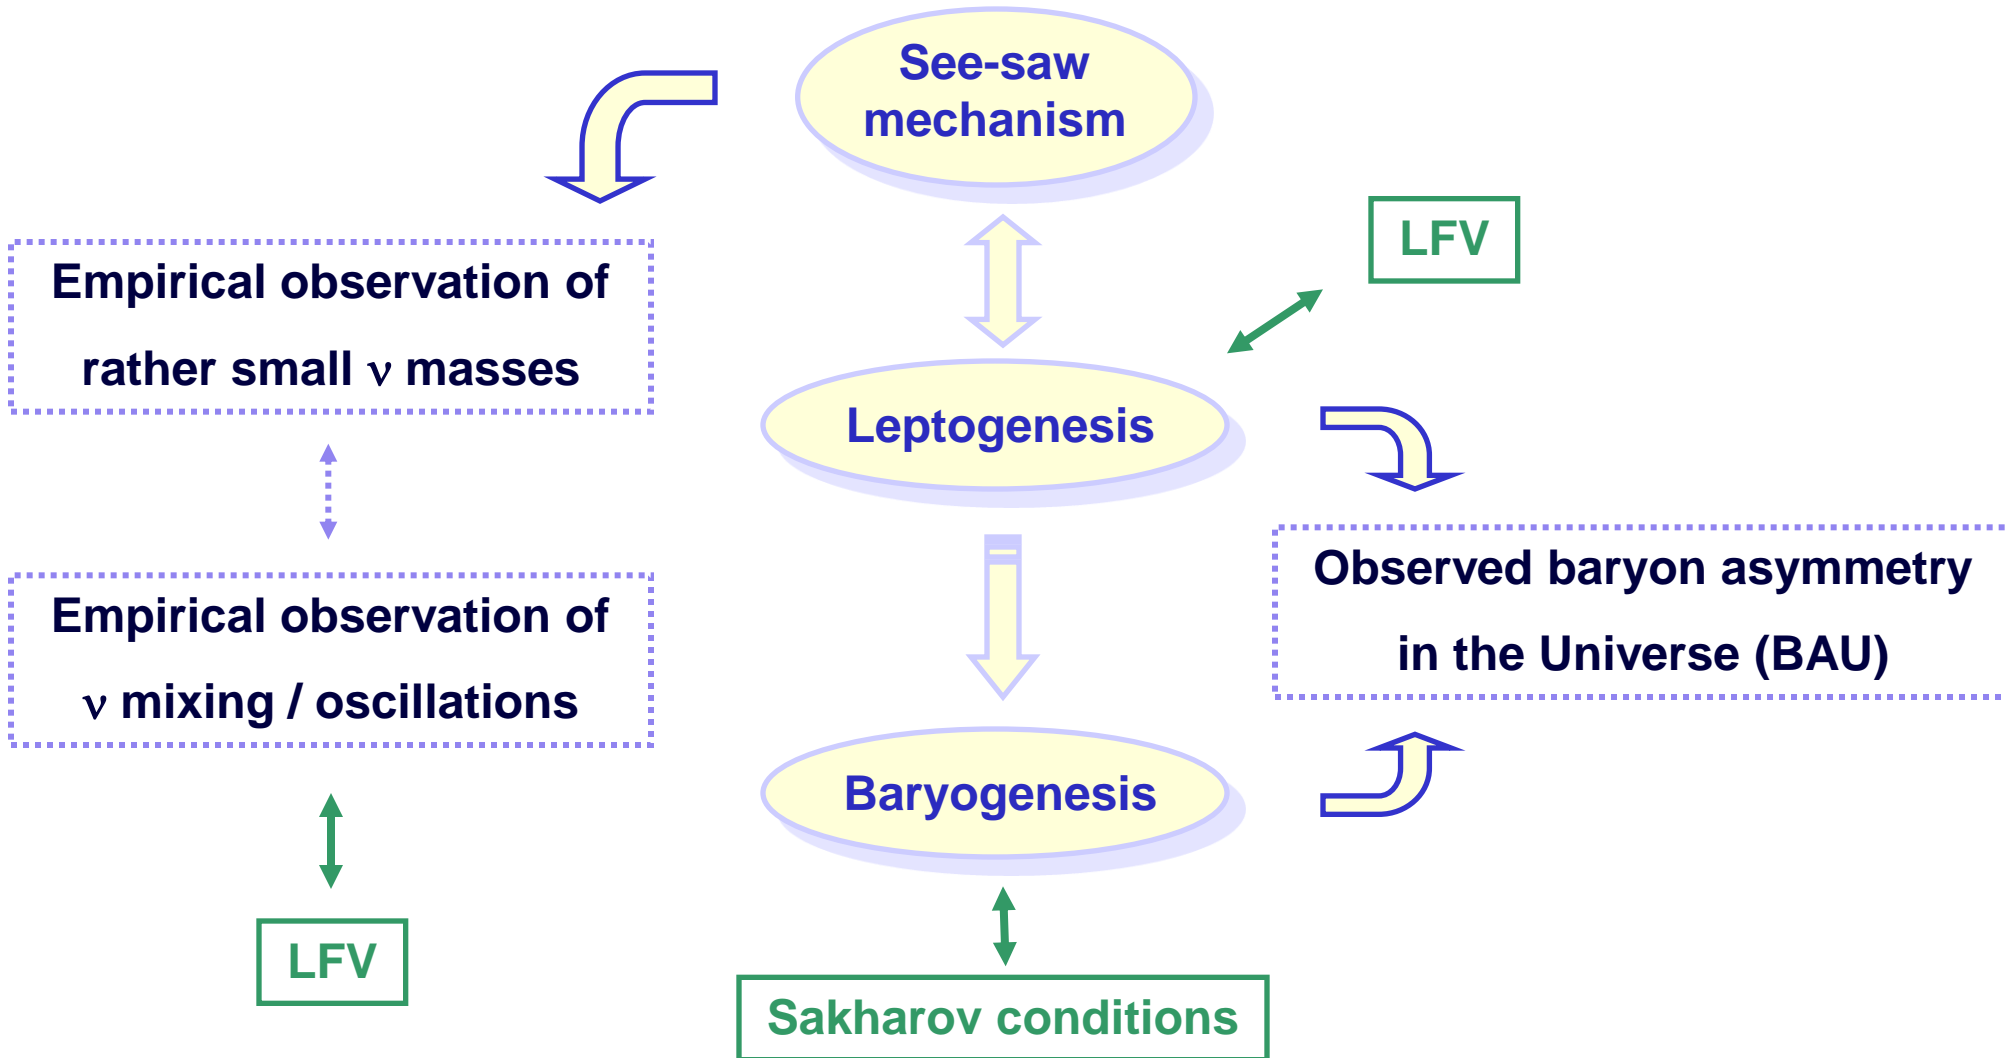 See-saw
mechanism
LFV
Empirical observation of
rather small ν masses
Leptogenesis
Empirical observation of
ν mixing / oscillations
Observed baryon asymmetry
in the Universe (BAU)
Baryogenesis
LFV
Sakharov conditions